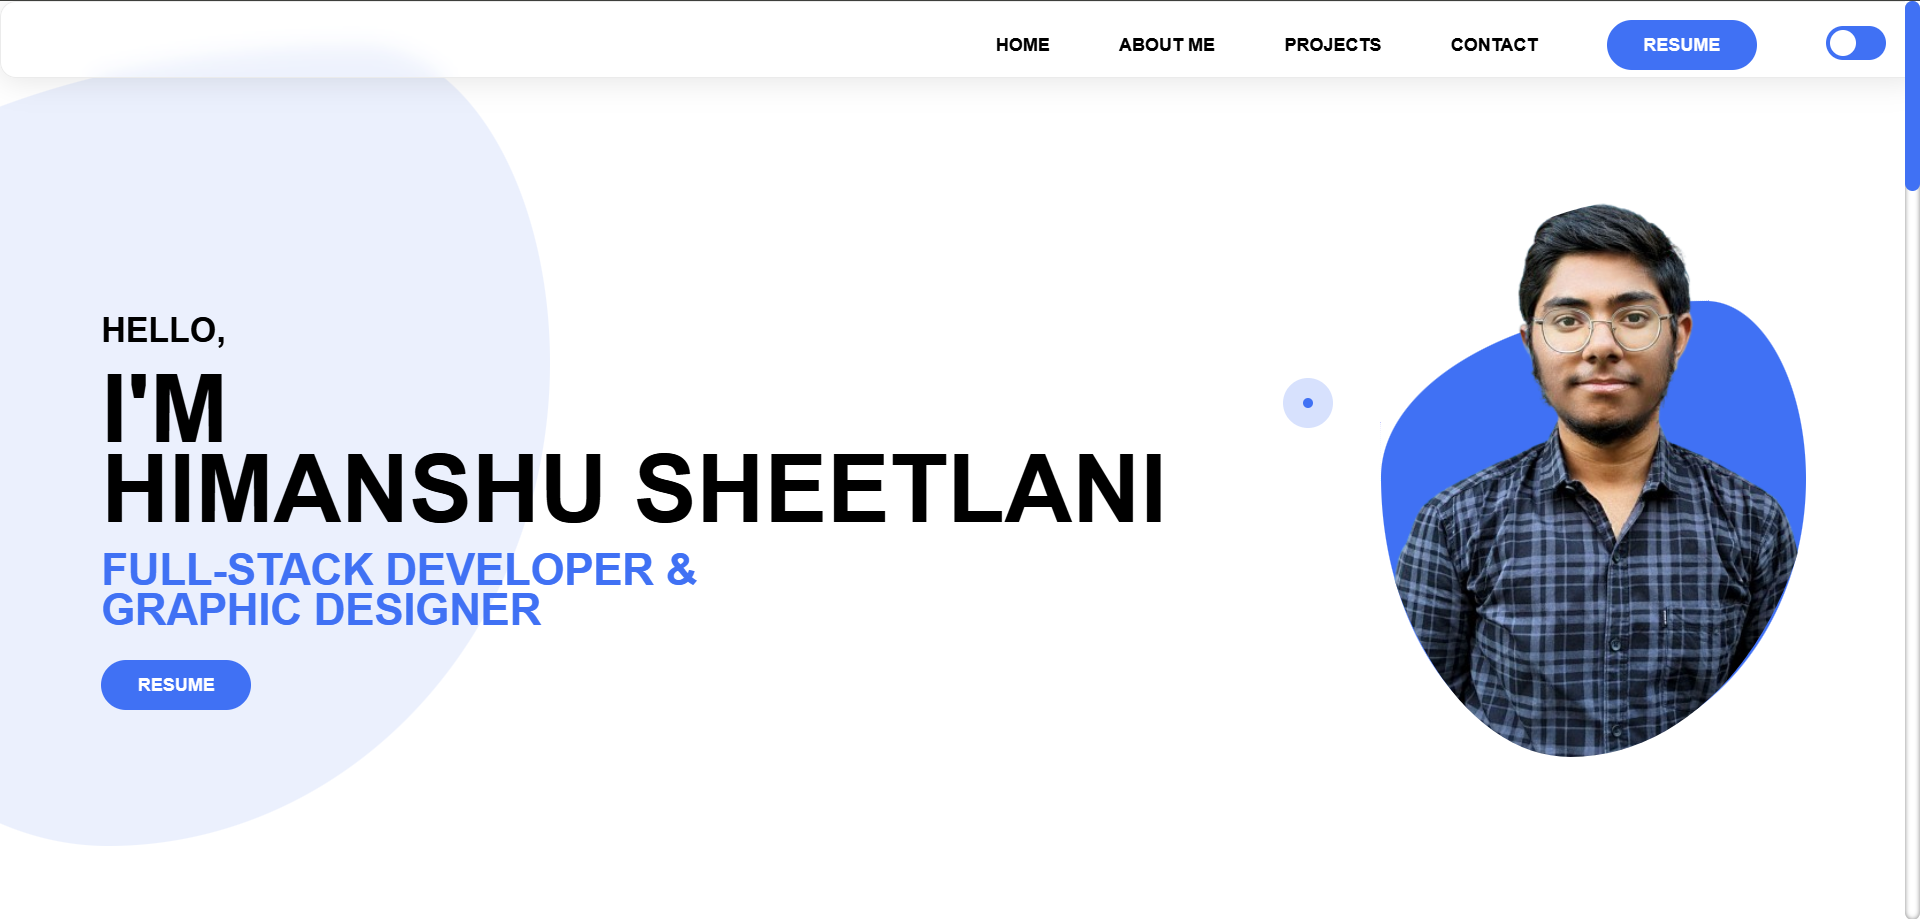 HOME ABOUT ME PROJECTS CONTACT RESUME
HELLO,
I'M
HIMANSHU SHEETLANI
FULL-STACK DEVELOPER &
GRAPHIC DESIGNER
RESUME